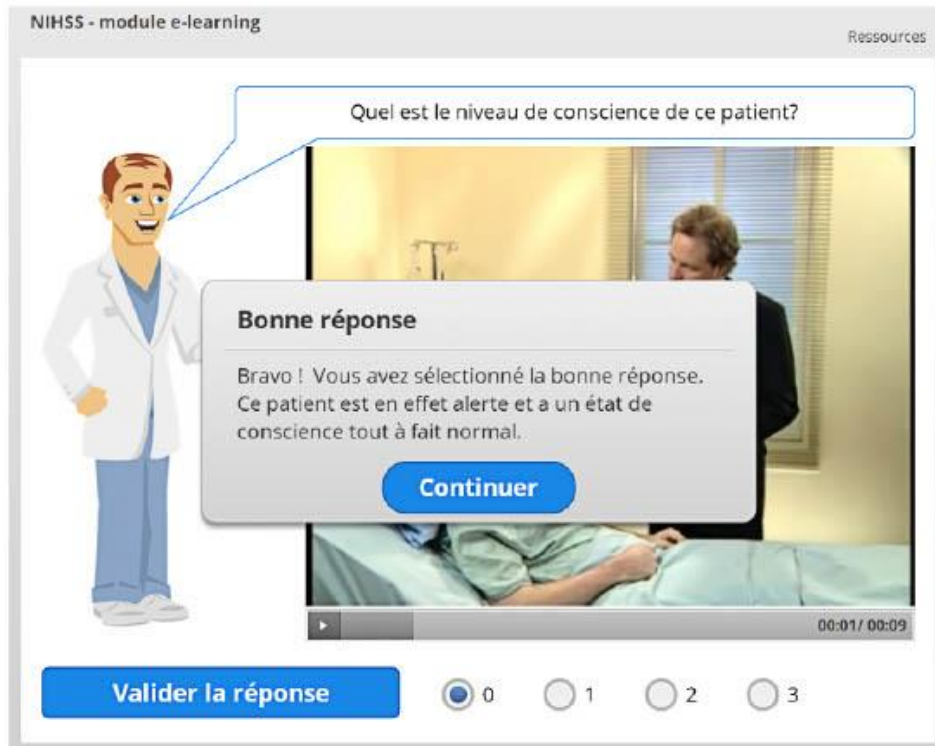 NIHSS - module e-learning
Ressources
Quel est le niveau de conscience de ce patient?
Bonne réponse
Bravo ! Vous avez sélectionné la bonne réponse.
Ce patient est en effet alerte et a un état de
conscience tout à fait normal.
Continuer
00:01/ 00:09
Valider la réponse
0
1
2
3